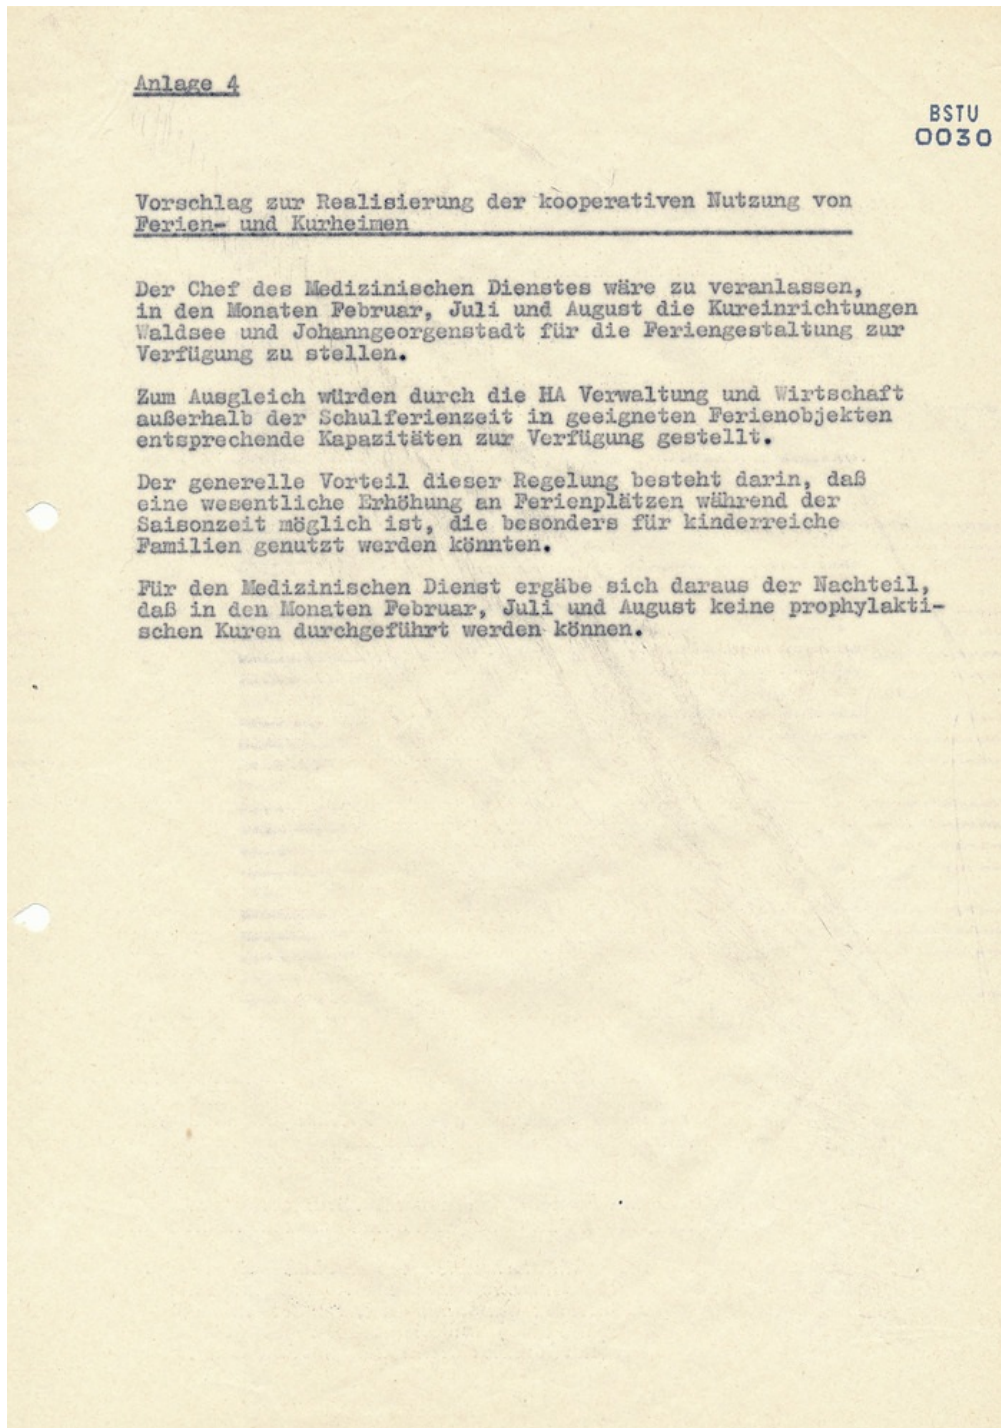 Anlage 4
BSTU
0030
Vorschlag zur Realisierung der kooperativen Nutzung von
Ferien- und Kurheimen
Der Chef des Medizinischen Dienstes wäre zu veranlassen,
in den Monaten Februar, Juli und August die Kureinrichtungen
Waldsee und Johanngeorgenstadt für die Feriengestaltung zur
Verfügung zu stellen.
Zum Ausgleich würden durch die HA Verwaltung und Wirtschaft
außerhalb der Schulferienzeit in geeigneten Ferienobjekten
entsprechende Kapazitäten zur Verfügung gestellt.
Der generelle Vorteil dieser Regelung besteht darin, daß
eine wesentliche Erhöhung an Ferienplätzen während der
Saisonzeit möglich ist, die besonders für kinderreiche
Familien genutzt werden könnten.
Für den Medizinischen Dienst ergäbe sich daraus der Nachteil,
daß in den Monaten Februar, Juli und August keine prophylakti-
schen Kuren durchgeführt werden können.